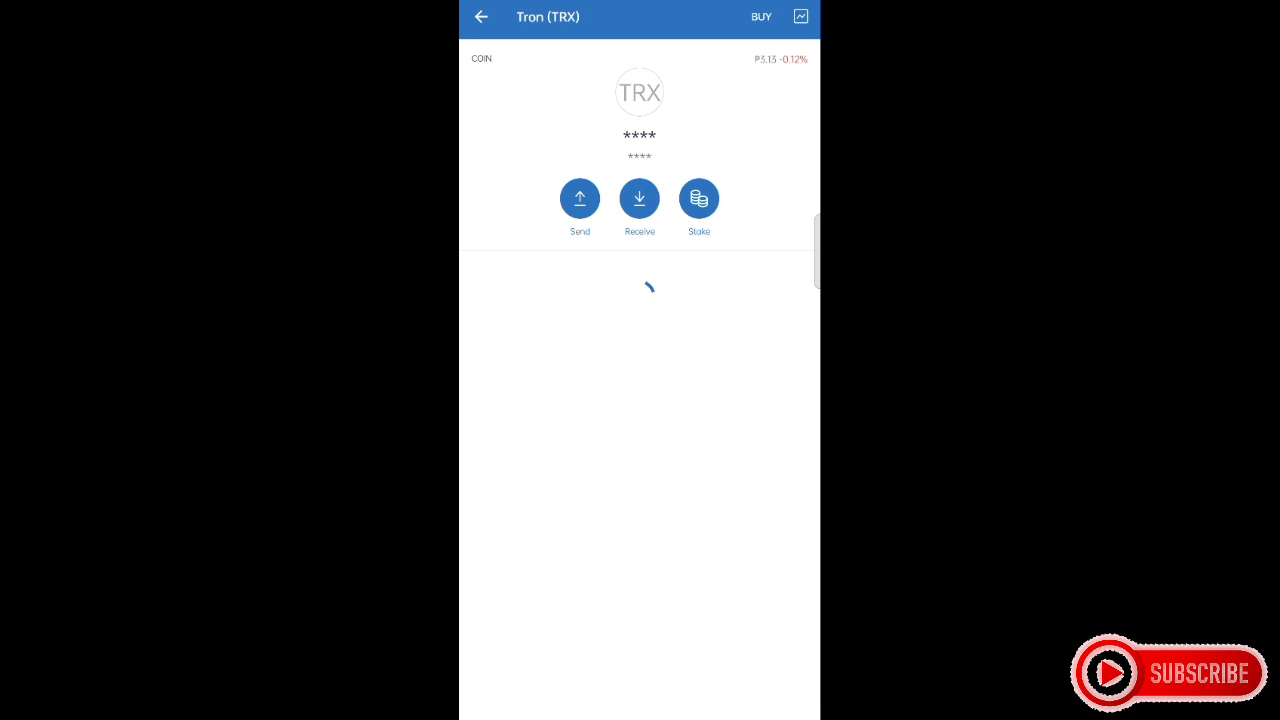 Tron (TRX)
BUY
COIN
₱3.13 -0.12%
TRX
****
****
Send
Receive
Stake
SUBSCRIBE